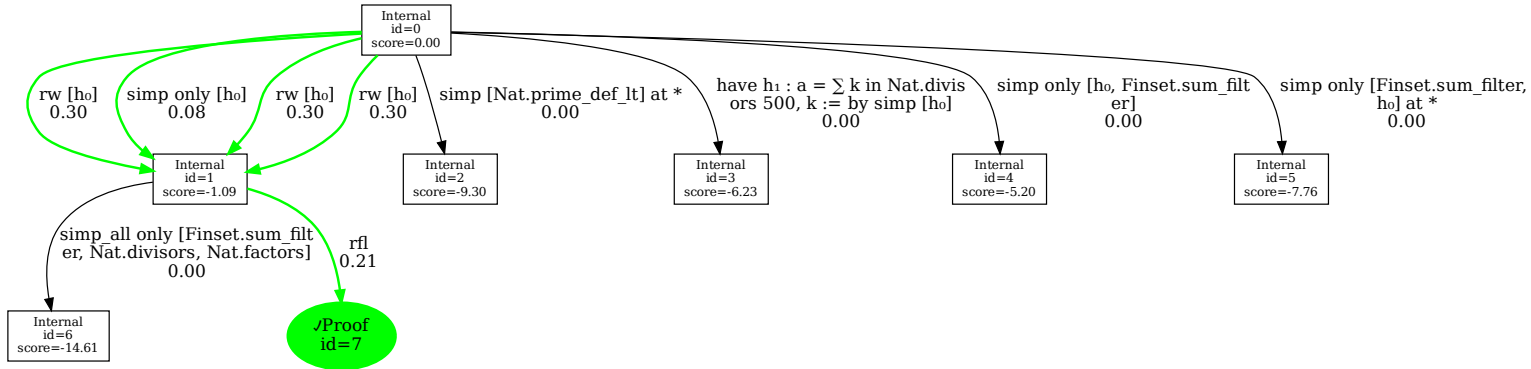 Internal
id=0
score=0.00
rw [h₀]
0.30
simp only [h₀]
0.08
rw [h₀]
0.30
rw [h₀]
0.30
simp [Nat.prime_def_lt] at *
0.00
have h₁ : a = ∑ k in Nat.divis
ors 500, k := by simp [h₀]
0.00
simp only [h₀, Finset.sum_filt
er]
0.00
simp only [Finset.sum_filter,
h₀] at *
0.00
Internal
id=1
score=-1.09
Internal
id=2
score=-9.30
Internal
id=3
score=-6.23
Internal
id=4
score=-5.20
Internal
id=5
score=-7.76
simp_all only [Finset.sum_filt
er, Nat.divisors, Nat.factors]
0.00
rfl
0.21
Internal
id=6
score=-14.61
✓Proof
id=7